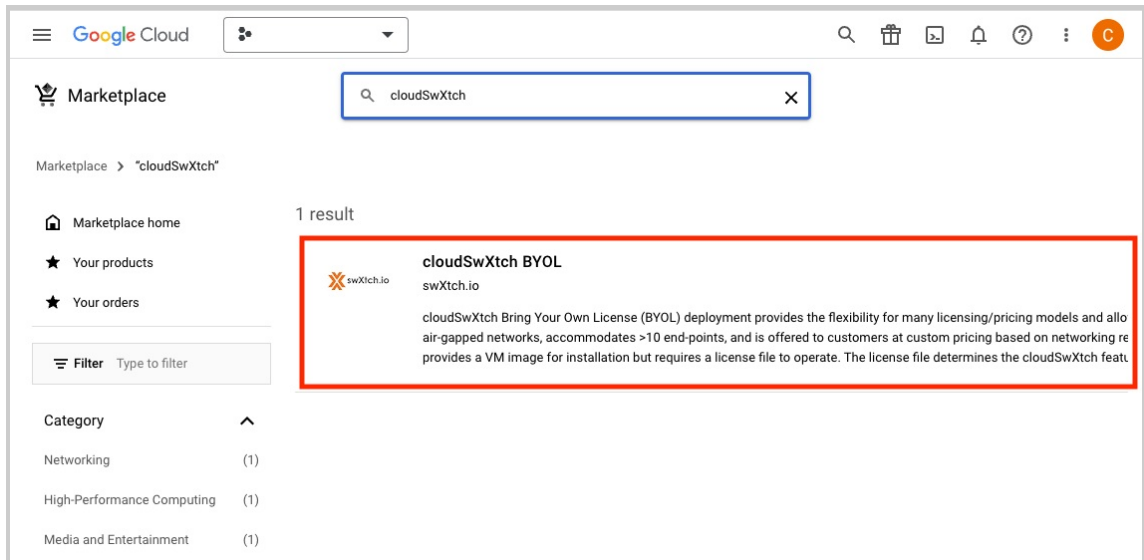 Google Cloud
C
Marketplace
cloudSwXtch
Marketplace > "cloudSwXtch"
Marketplace home
Your products
Your orders
Filter Type to filter
Category
Networking (1)
High-Performance Computing (1)
Media and Entertainment (1)
1 result
swXtch.io
cloudSwXtch BYOL
swXtch.io
cloudSwXtch Bring Your Own License (BYOL) deployment provides the flexibility for many licensing/pricing models and allo
air-gapped networks, accommodates >10 end-points, and is offered to customers at custom pricing based on networking re
provides a VM image for installation but requires a license file to operate. The license file determines the cloudSwXtch featu